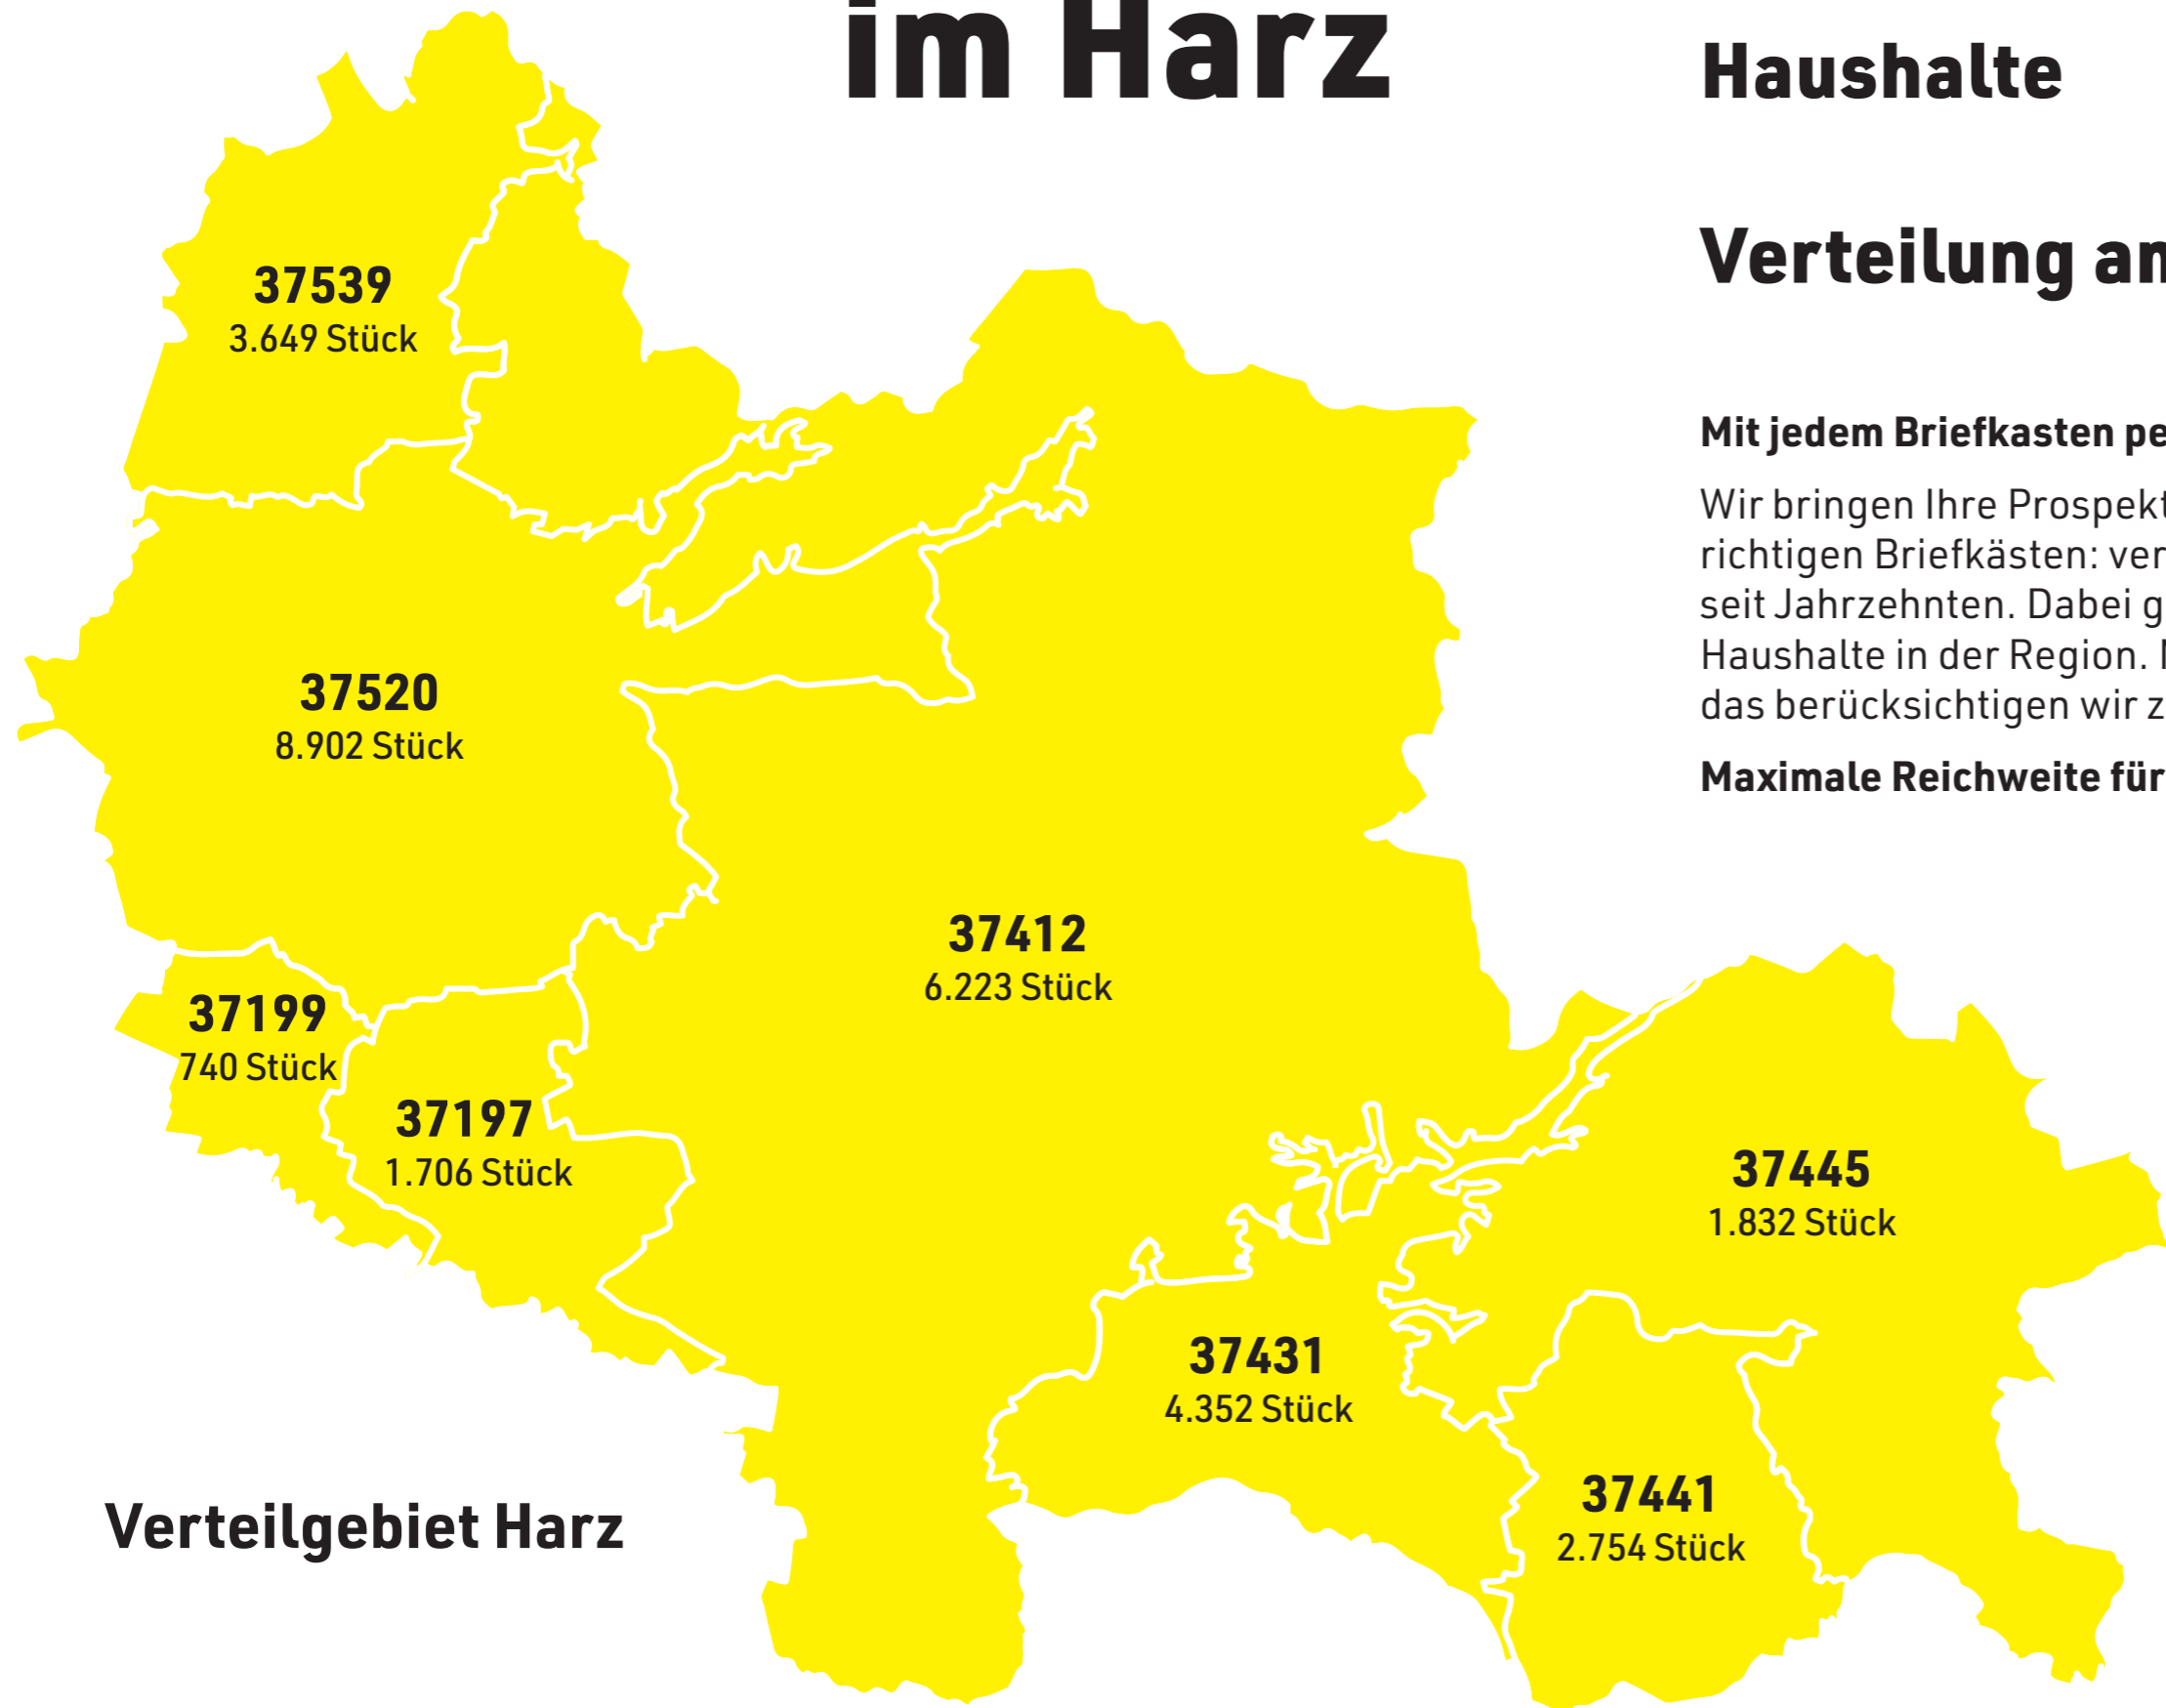 im Harz
Haushalte
Verteilung an
Mit jedem Briefkasten pe
Wir bringen Ihre Prospekt
richtigen Briefkästen: ver
seit Jahrzehnten. Dabei g
Haushalte in der Region.
das berücksichtigen wir z
Maximale Reichweite für
37539
3.649 Stück
37520
8.902 Stück
37412
6.223 Stück
37199
740 Stück
37197
1.706 Stück
37445
1.832 Stück
37431
4.352 Stück
37441
2.754 Stück
Verteilgebiet Harz